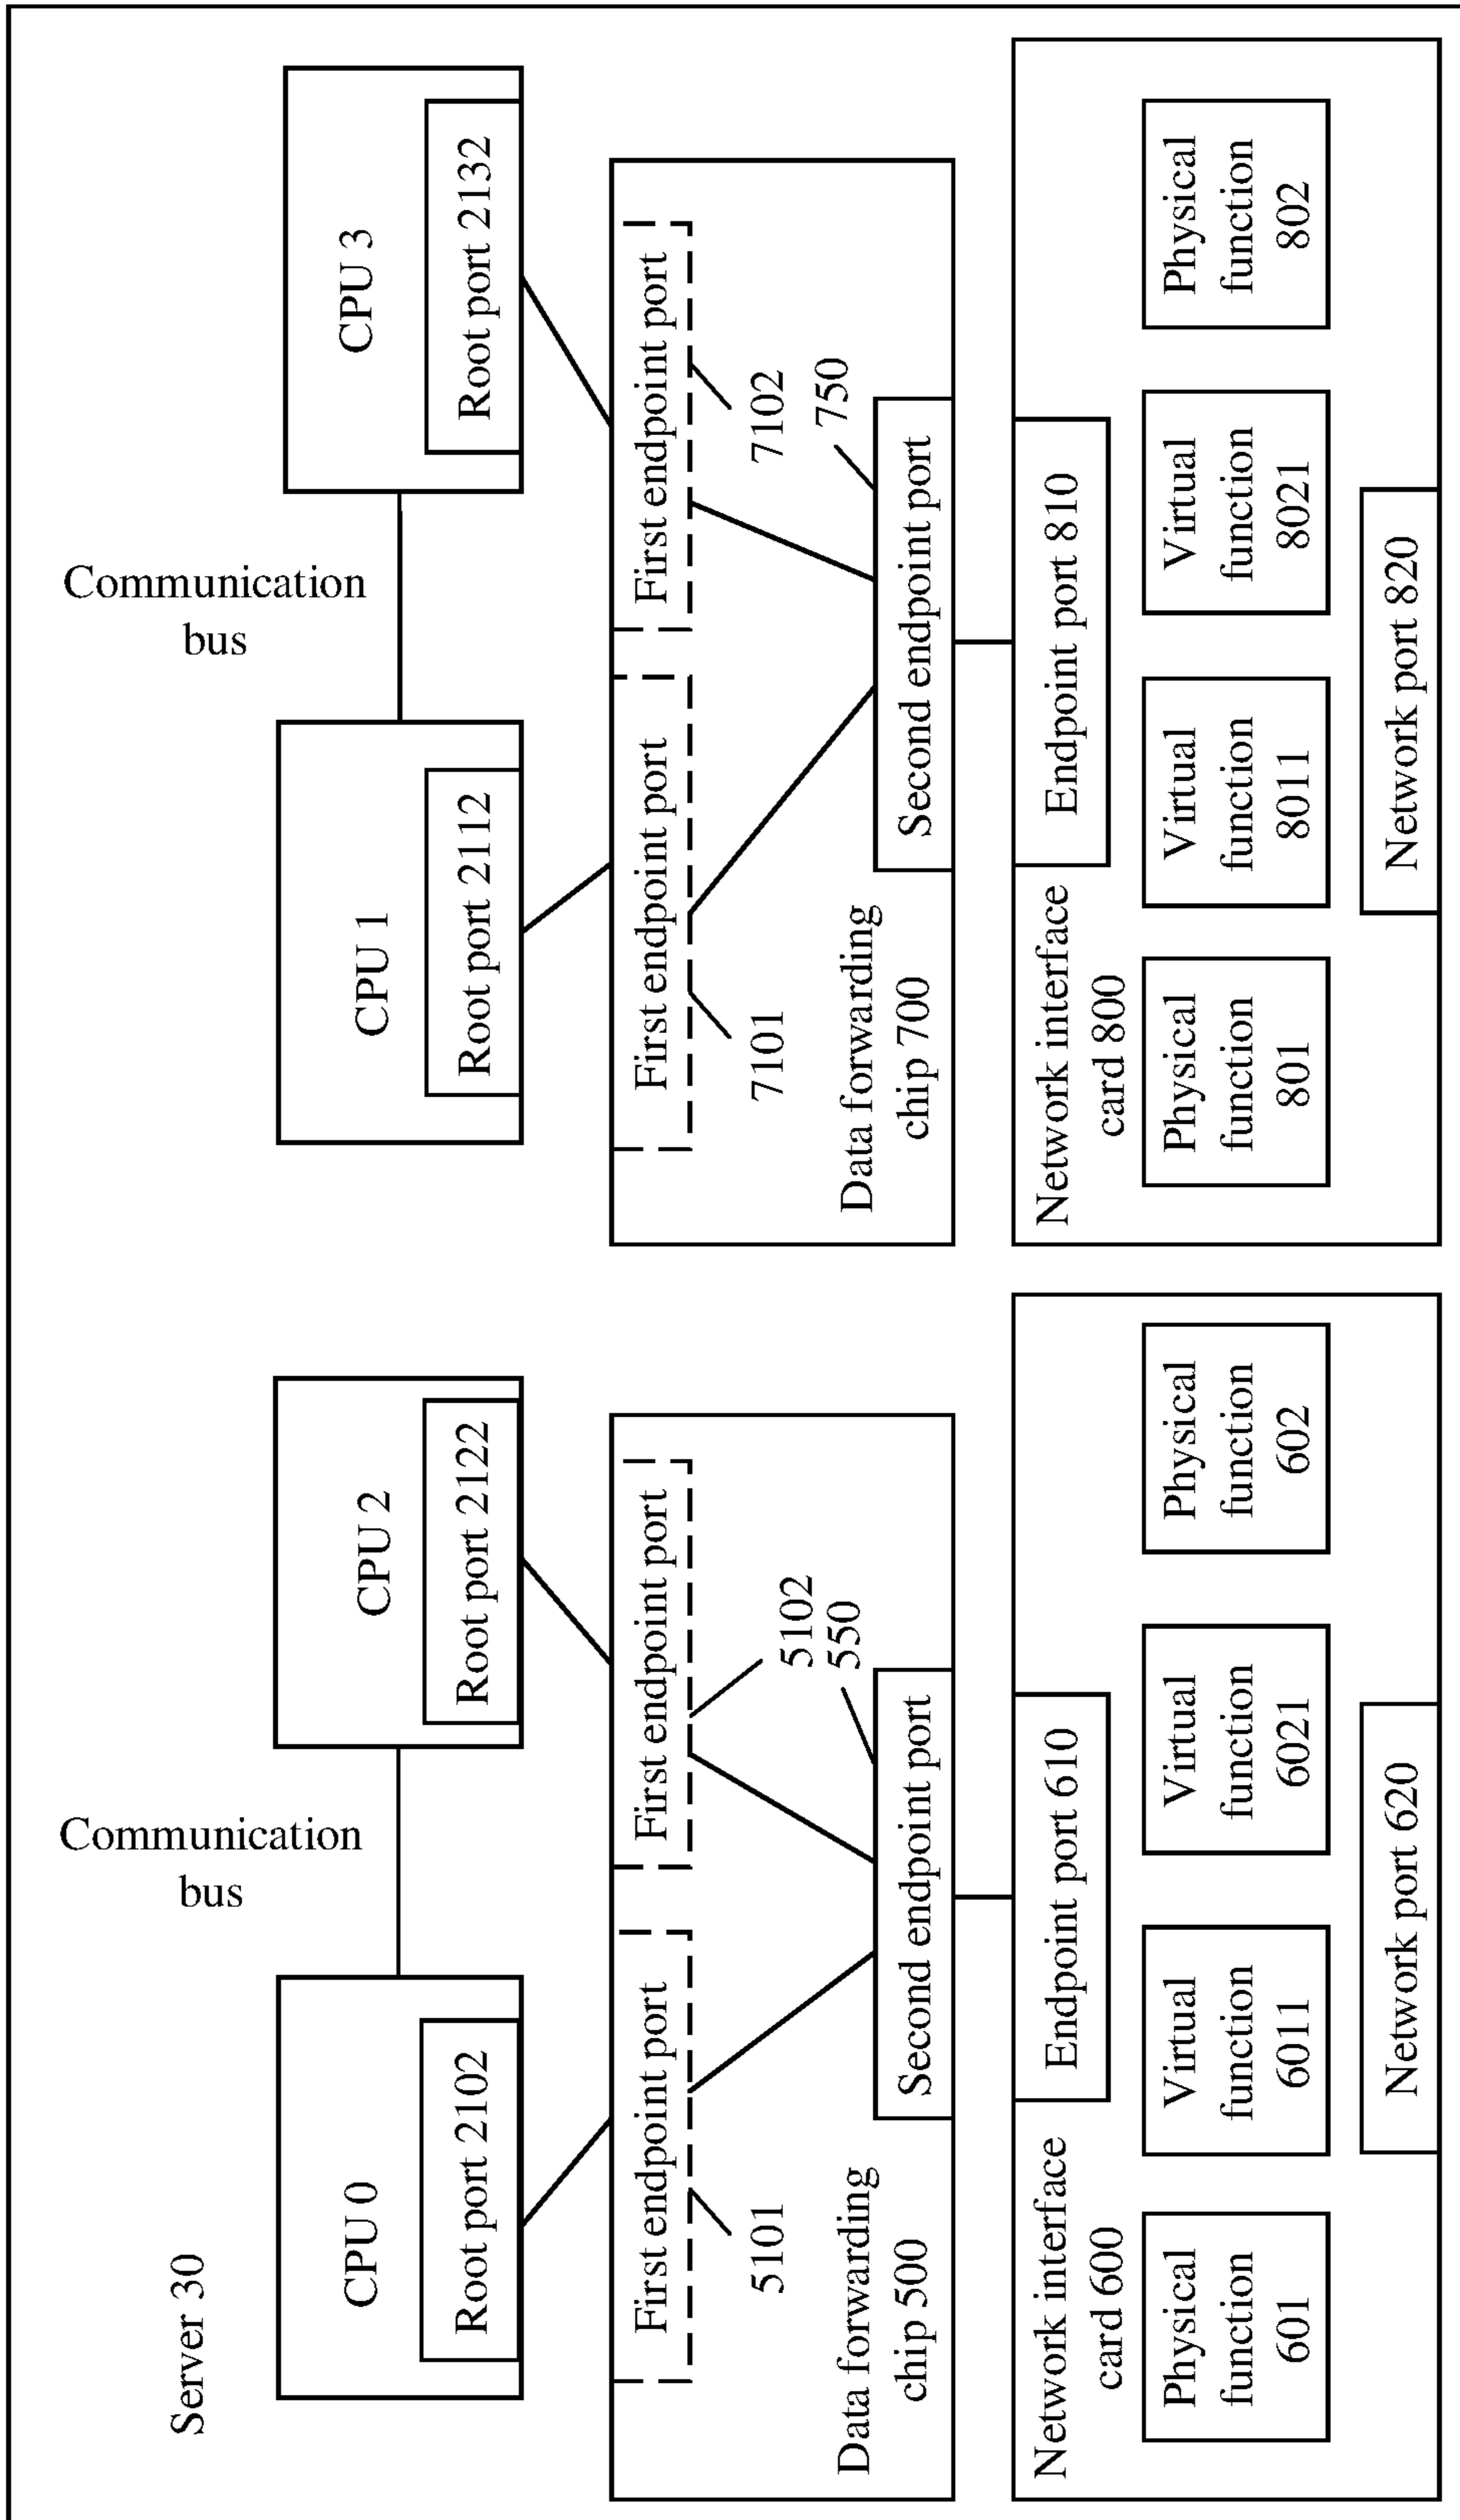 Server 30
CPU 0
Root port 2102
Communication
bus
CPU 2
Root port 2122
First endpoint port
5101
First endpoint port
5102
550
Second endpoint port
Data forwarding
chip 500
Network interface
card 600
Endpoint port 610
Physical
function
601
Virtual
function
6011
Virtual
function
6021
Physical
function
602
Network port 620
CPU 1
Root port 2112
Communication
bus
CPU 3
Root port 2132
First endpoint port
7101
First endpoint port
7102
750
Second endpoint port
Data forwarding
chip 700
Network interface
card 800
Endpoint port 810
Physical
function
801
Virtual
function
8011
Virtual
function
8021
Physical
function
802
Network port 820